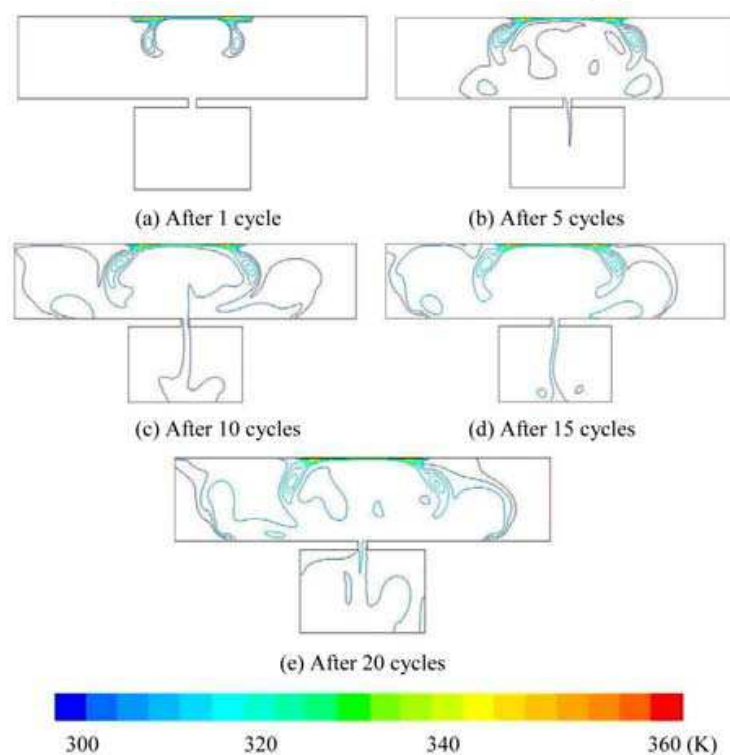 (a) After 1 cycle
(b) After 5 cycles
(c) After 10 cycles
(d) After 15 cycles
(e) After 20 cycles
300 320 340 360 (K)